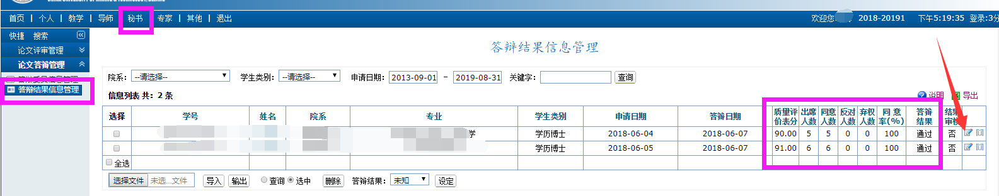 首页 | 个人 | 教学 | 导师 | 秘书 | 专家 | 其他 | 退出
欢迎您 2018-20191 下午5:19:35 登录:3分
快捷 搜索
论文评审管理
论文答辩管理
答辩委员信息管理
答辩结果信息管理
答辩结果信息管理
院系: --请选择-- 学生类别: --请选择-- 申请日期: 2013-09-01 - 2019-08-31 关键字: 查询
信息列表 共: 2 条 说明 导出
选择 学号 姓名 院系 专业 学生类别 申请日期 答辩日期 质量评价表分 出席人数 同意人数 反对人数 弃权人数 同 意率(%) 答辩结果 结果审核
学 学历博士 2018-06-04 2018-06-07 90.00 5 5 0 0 100 通过 否
学历博士 2018-06-05 2018-06-07 91.00 6 6 0 0 100 通过 否
全选
选择文件 未选...文件 导入 输出 查询 选中 删除 答辩结果: 未知 设定